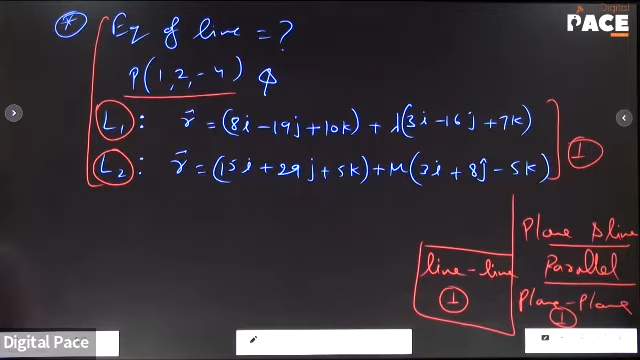 * Eq of line = ?
P(1, 2, -4) &
L₁ : r⃗ = (8i - 19j + 10k) + λ(3i - 16j + 7k)
L₂ : r⃗ = (15i + 29j + 5k) + μ(3i + 8ĵ - 5k)
⊥
Plane & line
Parallel
line - line
⊥
Plane - Plane
⊥
Digital
PACE
Digital Pace